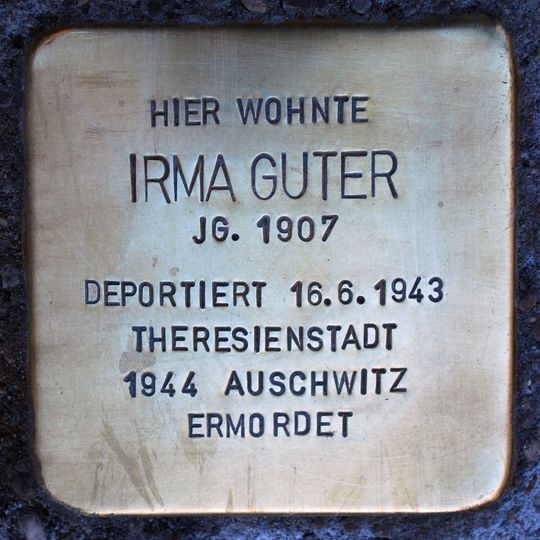 HIER WOHNTE
IRMA GUTER
JG. 1907
DEPORTIERT 16.6.1943
THERESIENSTADT
1944 AUSCHWITZ
ERMORDET